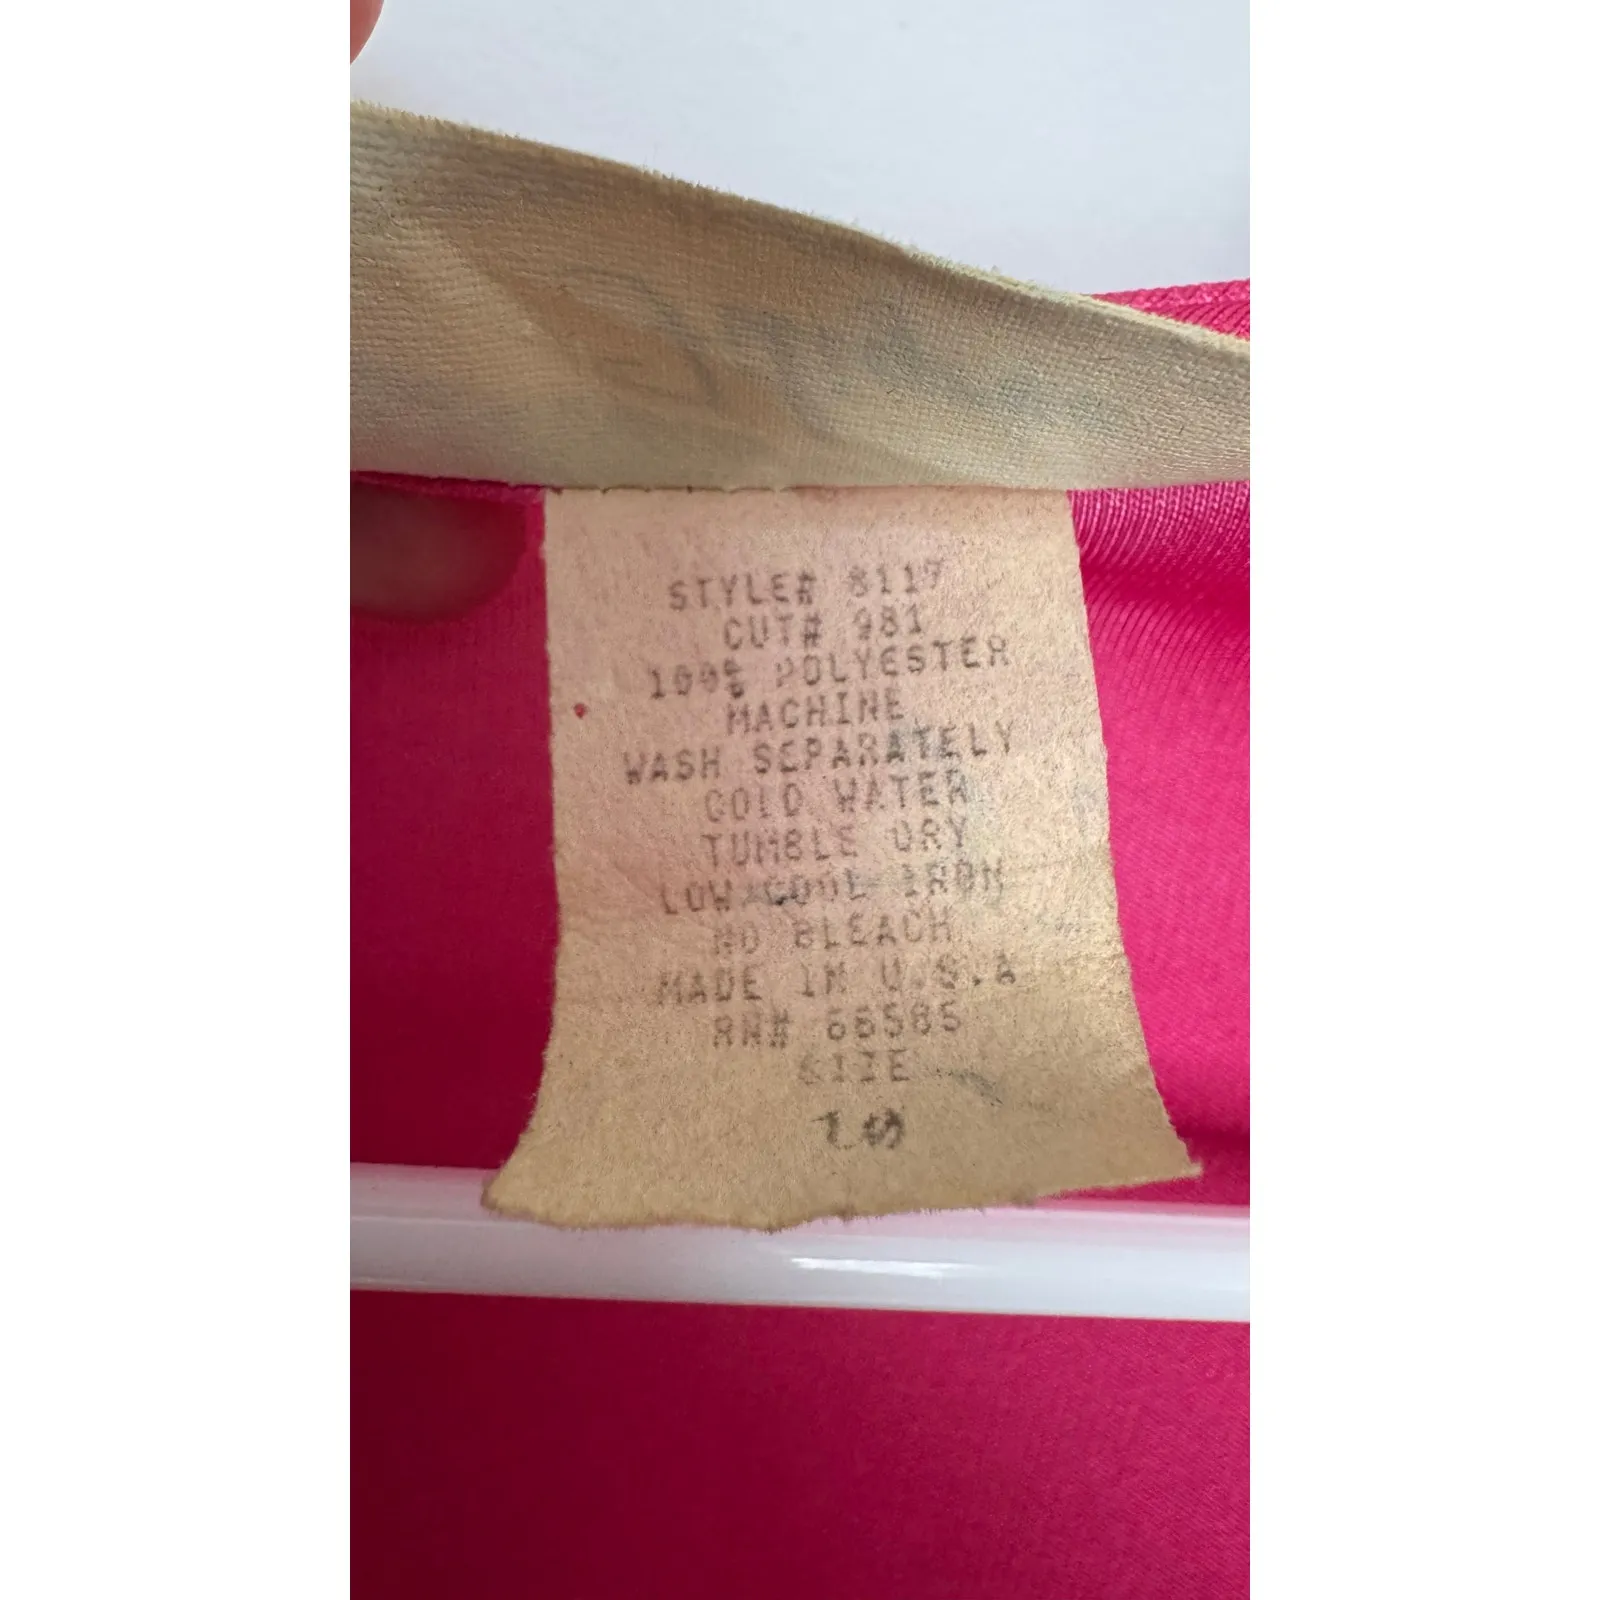 STYLE# 8117
CUT# 981
100% POLYESTER
MACHINE
WASH SEPARATELY
COLD WATER
TUMBLE DRY
LOW/COOL IRON
NO BLEACH
MADE IN U.S.A
RN# 66585
SIZE